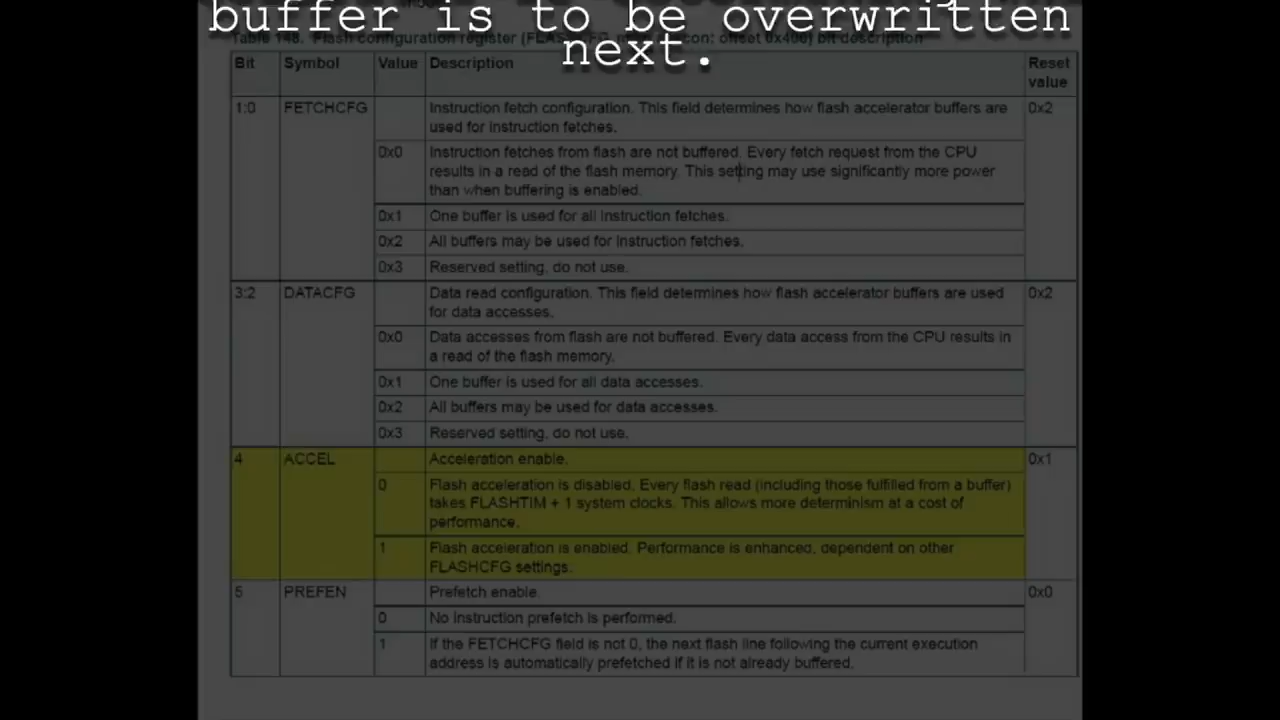 buffer is to be overwritten
next.
Flash configuration register (bit description
Bit Symbol Value Description Reset
value
1:0 FETCHCFG Instruction fetch configuration. This field determines how flash accelerator buffers are 0x2
used for instruction fetches.
0x0 Instruction fetches from flash are not buffered. Every fetch request from the CPU
results in a read of the flash memory. This setting may use significantly more power
than when buffering is enabled.
0x1 One buffer is used for all instruction fetches.
0x2 All buffers may be used for instruction fetches.
0x3 Reserved setting, do not use.
3:2 DATACFG Data read configuration. This field determines how flash accelerator buffers are used 0x2
for data accesses.
0x0 Data accesses from flash are not buffered. Every data access from the CPU results in
a read of the flash memory.
0x1 One buffer is used for all data accesses.
0x2 All buffers may be used for data accesses.
0x3 Reserved setting, do not use.
4 ACCEL Acceleration enable. 0x1
0 Flash acceleration is disabled. Every flash read (including those fulfilled from a buffer)
takes FLASHTIM + 1 system clocks. This allows more determinism at a cost of
performance.
1 Flash acceleration is enabled. Performance is enhanced, dependent on other
FLASHCFG settings.
5 PREFEN Prefetch enable. 0x0
0 No instruction prefetch is performed.
1 If the FETCHCFG field is not 0, the next flash line following the current execution
address is automatically prefetched if it is not already buffered.